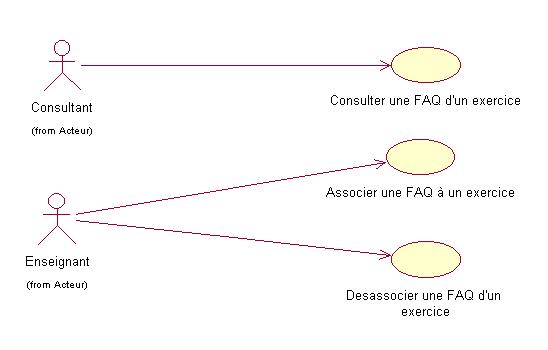 Consultant
(from Acteur)
Consulter une FAQ d'un exercice
Associer une FAQ à un exercice
Enseignant
(from Acteur)
Desassocier une FAQ d'un
exercice